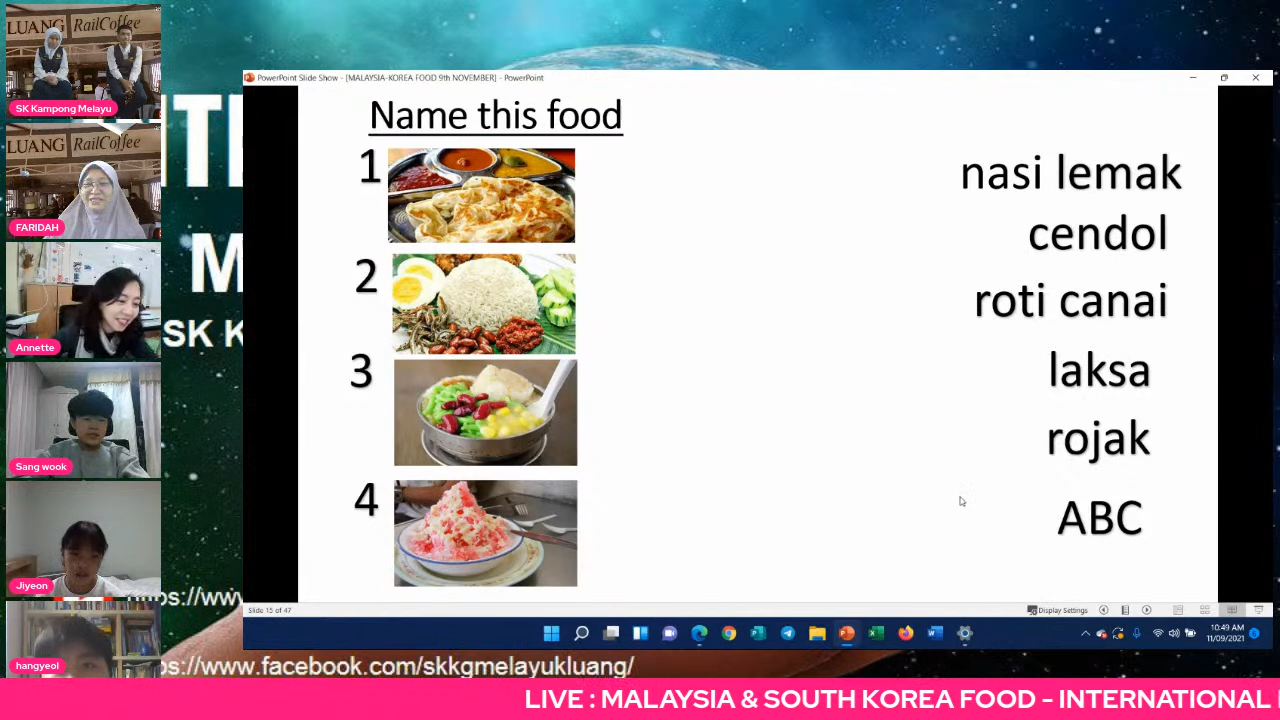 LUANG RailCoffee
SK Kampong Melayu
LUANG RailCoffee
FARIDAH
Annette
Sang wook
Jiyeon
hangyeol
M
SK K
https://www.facebook.com/skkgmelayukluang/
PowerPoint Slide Show - [MALAYSIA-KOREA FOOD 9th NOVEMBER] - PowerPoint
Name this food
1
2
3
4
nasi lemak
cendol
roti canai
laksa
rojak
ABC
Slide 15 of 47
Display Settings
10:49 AM
11/09/2021
LIVE : MALAYSIA & SOUTH KOREA FOOD - INTERNATIONAL